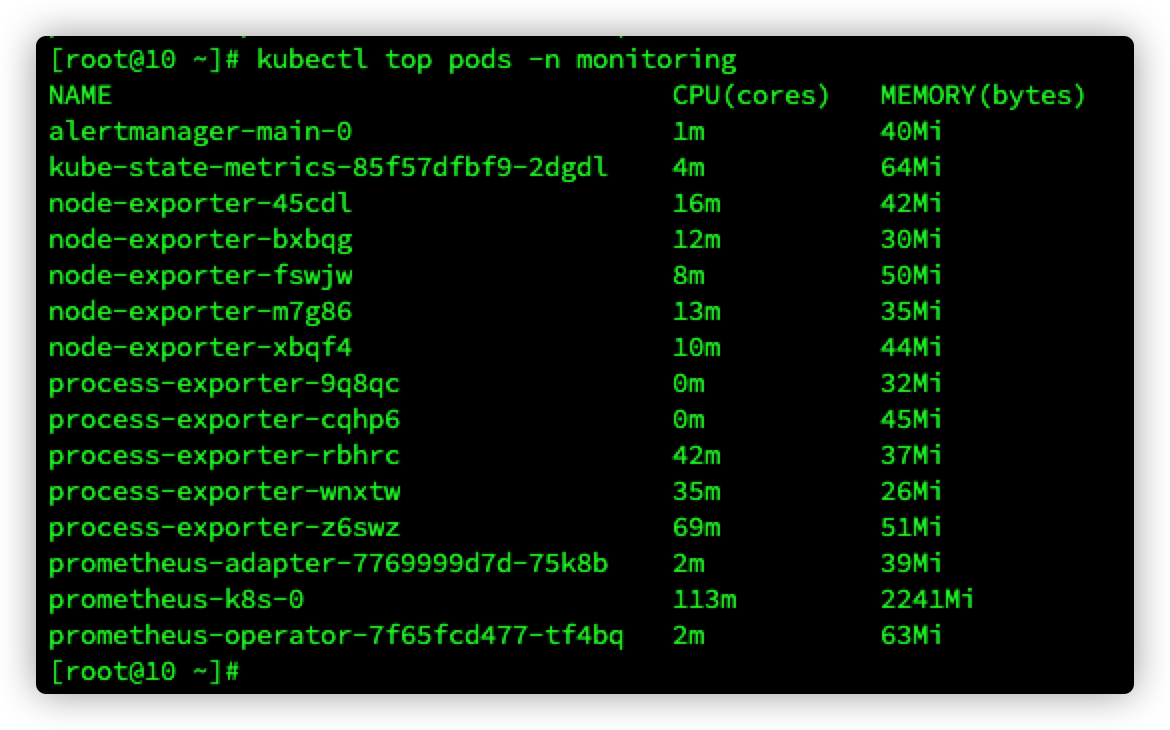 [root@10 ~]# kubectl top pods -n monitoring
NAME CPU(cores) MEMORY(bytes)
alertmanager-main-0 1m 40Mi
kube-state-metrics-85f57dfbf9-2dgdl 4m 64Mi
node-exporter-45cdl 16m 42Mi
node-exporter-bxbqg 12m 30Mi
node-exporter-fswjw 8m 50Mi
node-exporter-m7g86 13m 35Mi
node-exporter-xbqf4 10m 44Mi
process-exporter-9q8qc 0m 32Mi
process-exporter-cqhp6 0m 45Mi
process-exporter-rbhrc 42m 37Mi
process-exporter-wnxtw 35m 26Mi
process-exporter-z6swz 69m 51Mi
prometheus-adapter-7769999d7d-75k8b 2m 39Mi
prometheus-k8s-0 113m 2241Mi
prometheus-operator-7f65fcd477-tf4bq 2m 63Mi
[root@10 ~]#